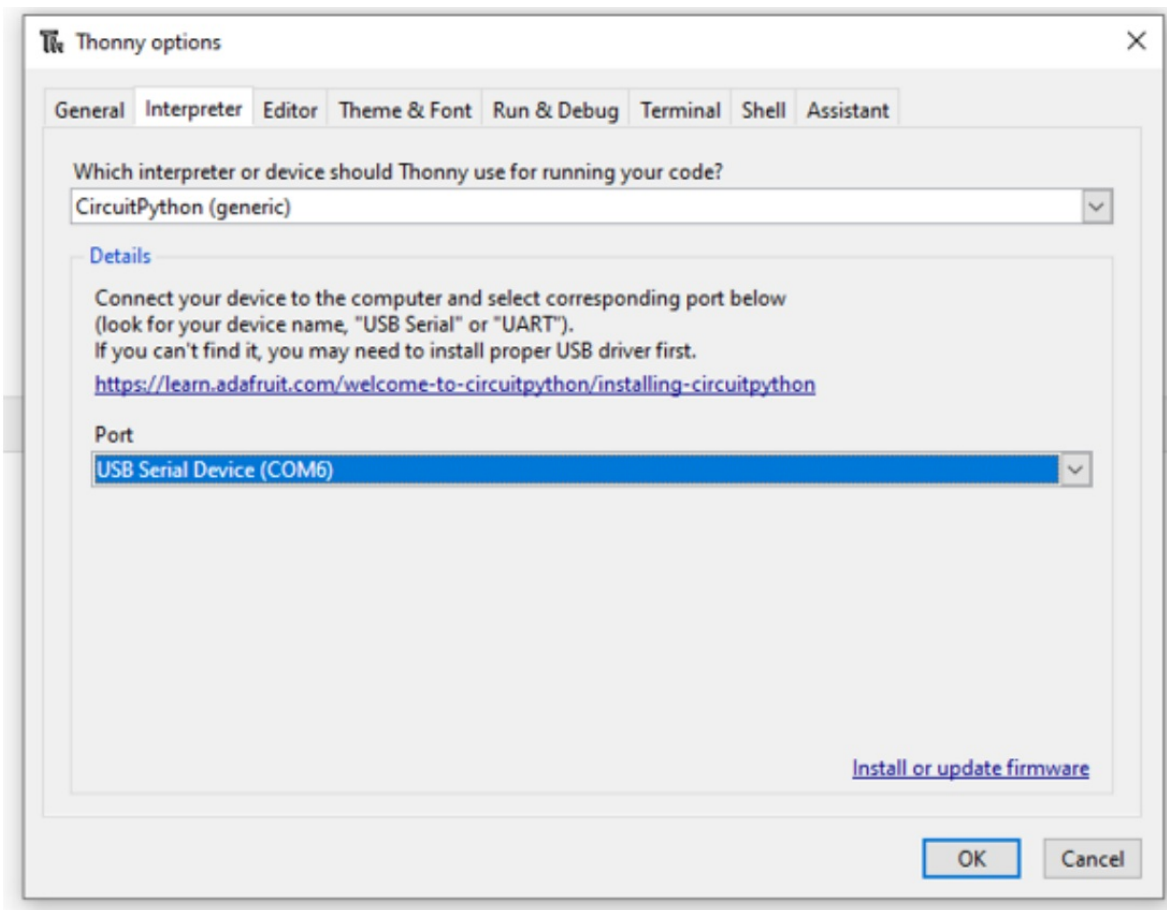 Thonny options
General Interpreter Editor Theme & Font Run & Debug Terminal Shell Assistant
Which interpreter or device should Thonny use for running your code?
CircuitPython (generic)
Details
Connect your device to the computer and select corresponding port below
(look for your device name, "USB Serial" or "UART").
If you can't find it, you may need to install proper USB driver first.
https://learn.adafruit.com/welcome-to-circuitpython/installing-circuitpython
Port
USB Serial Device (COM6)
Install or update firmware
OK Cancel